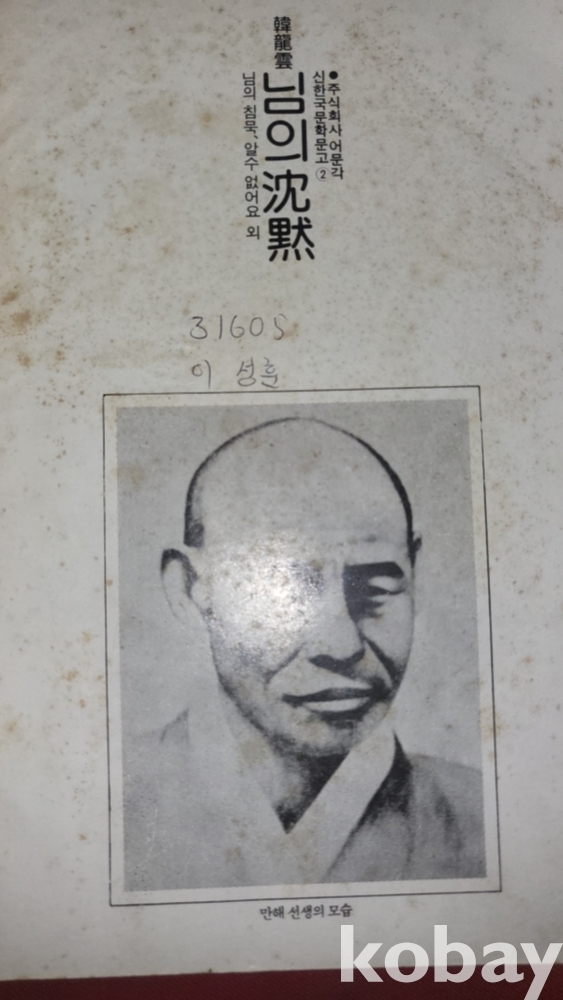 ●주식회사 어문각
신한국문학문고 ②
님의 沈黙
님의 침묵、알수 없어요 외
韓龍雲
31605
이 성훈
만해 선생의 모습
kobay